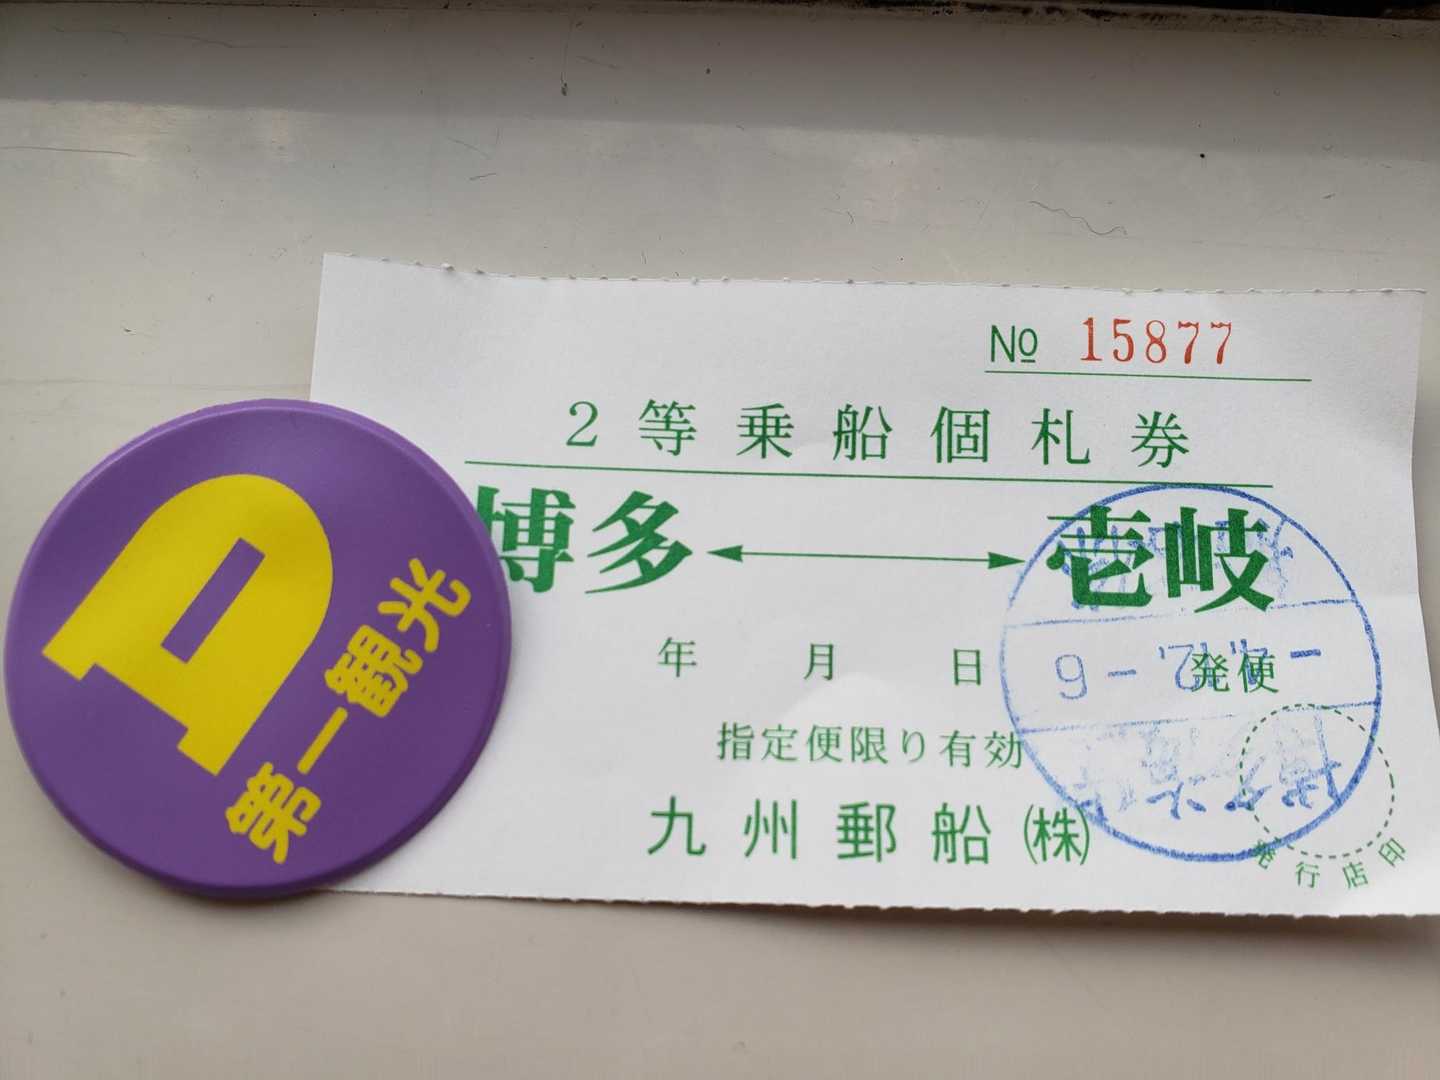 № 15877
2等乗船個札券
博多 ←→ 壱岐
年 月 日 発便
指定便限り有効
九州郵船(株)
発行店印
第一観光